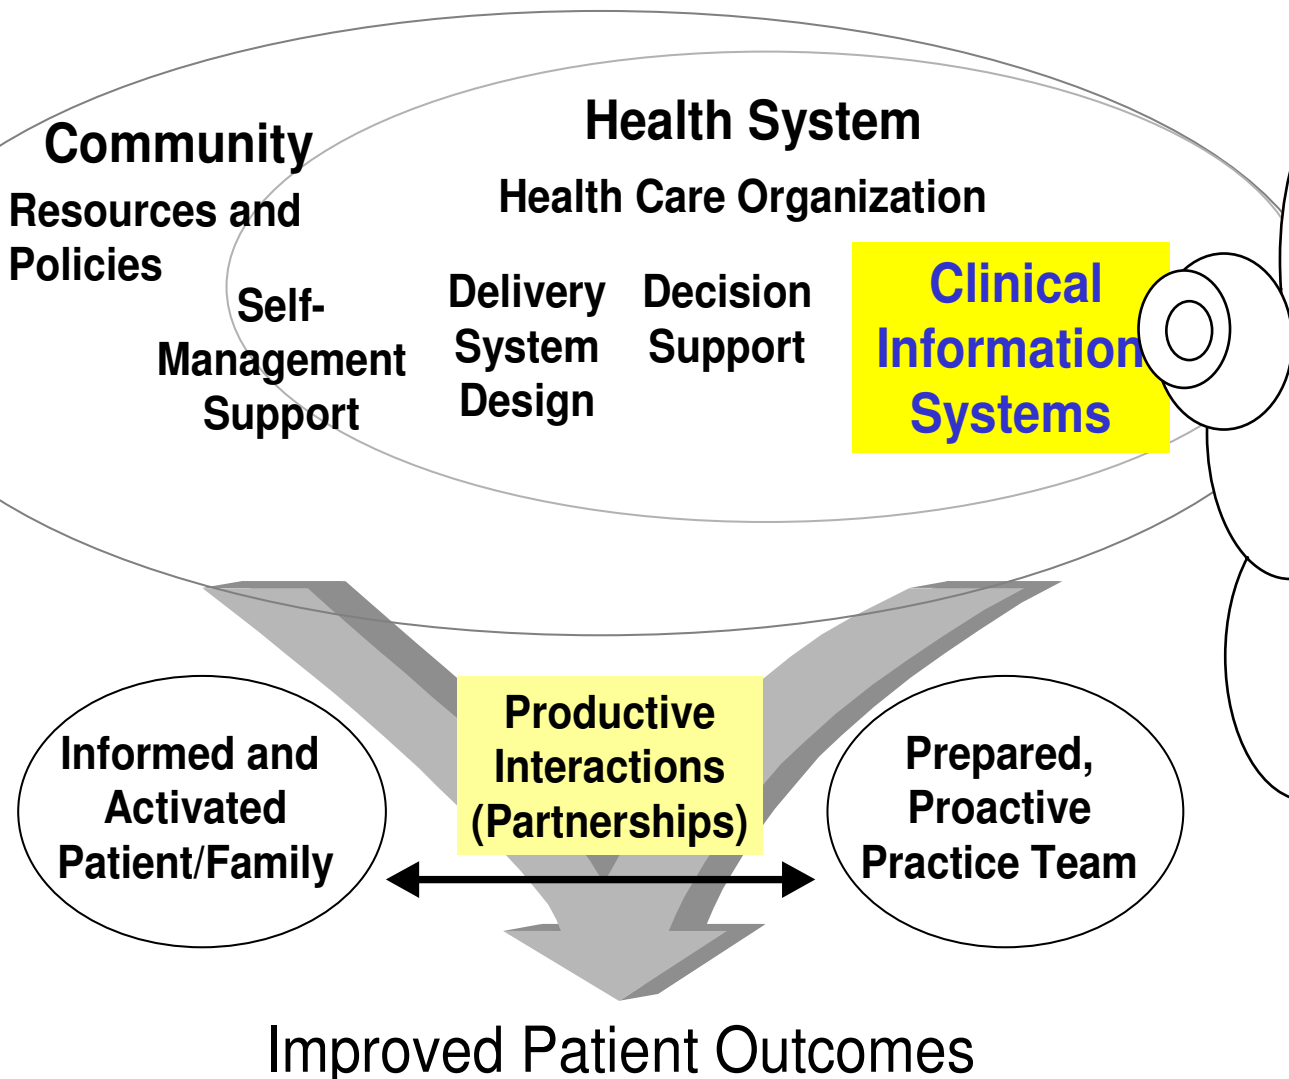 Community
Resources and
Policies
Health System
Health Care Organization
Self-
Management
Support
Delivery
System
Design
Decision
Support
Clinical
Information
Systems
Informed and
Activated
Patient/Family
Productive
Interactions
(Partnerships)
Prepared,
Proactive
Practice Team
Improved Patient Outcomes